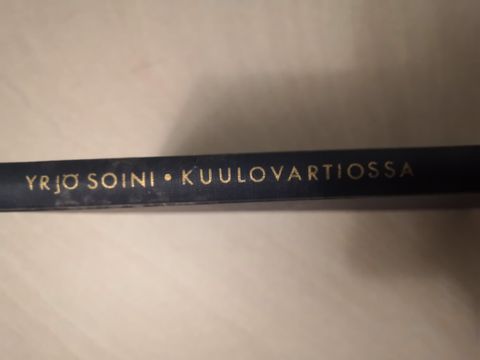 YRJÖ SOINI • KUULOVARTIOSSA